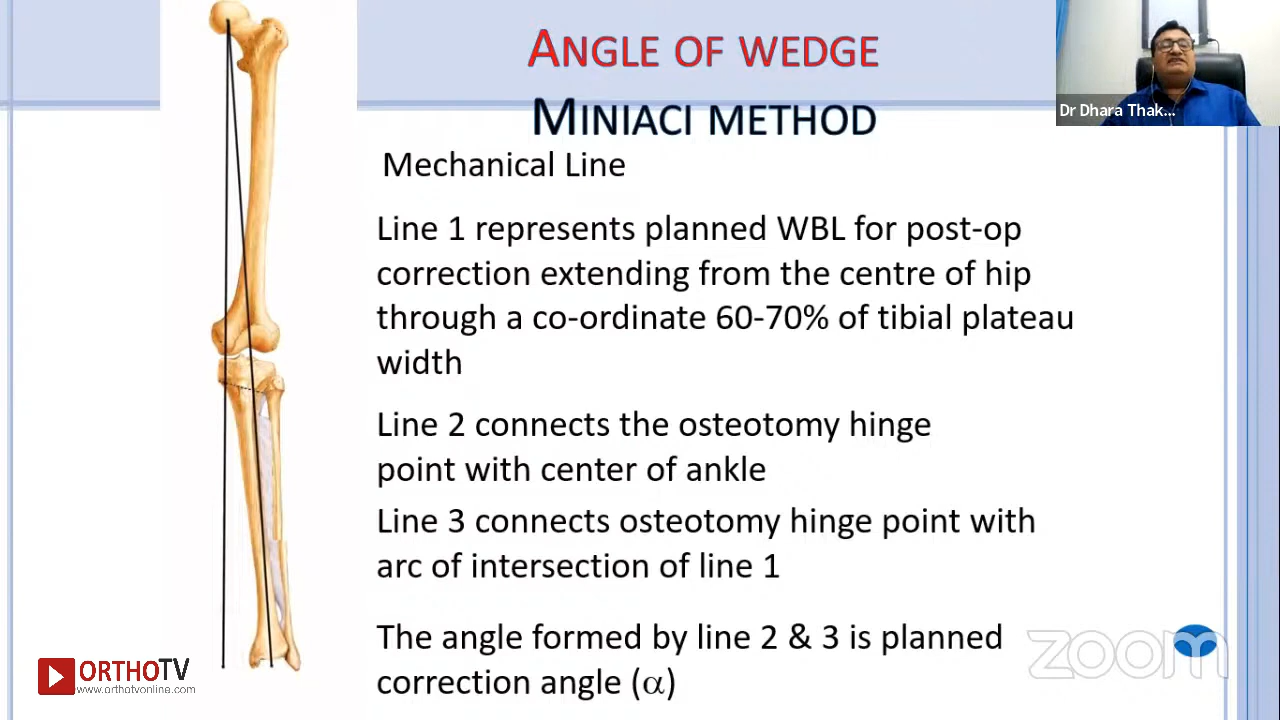 ANGLE OF WEDGE
MINIACI METHOD
Dr Dhara Thak...
Mechanical Line
Line 1 represents planned WBL for post-op
correction extending from the centre of hip
through a co-ordinate 60-70% of tibial plateau
width
Line 2 connects the osteotomy hinge
point with center of ankle
Line 3 connects osteotomy hinge point with
arc of intersection of line 1
The angle formed by line 2 & 3 is planned
correction angle (α)
zoom
ORTHOTV
www.orthotvonline.com